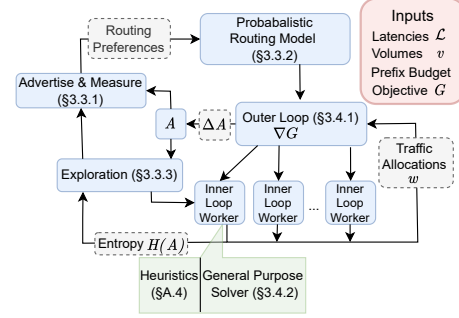 Routing
Preferences
Probabalistic
Routing Model
(§3.3.2)
Inputs
Latencies ℒ
Volumes v
Prefix Budget
Objective G
Advertise & Measure
(§3.3.1)
A
ΔA
Outer Loop (§3.4.1)
∇G
Traffic
Allocations
w
Exploration (§3.3.3)
Inner
Loop
Worker
Inner
Loop
Worker
...
Inner
Loop
Worker
Entropy H(A)
Heuristics
(§A.4)
General Purpose
Solver (§3.4.2)